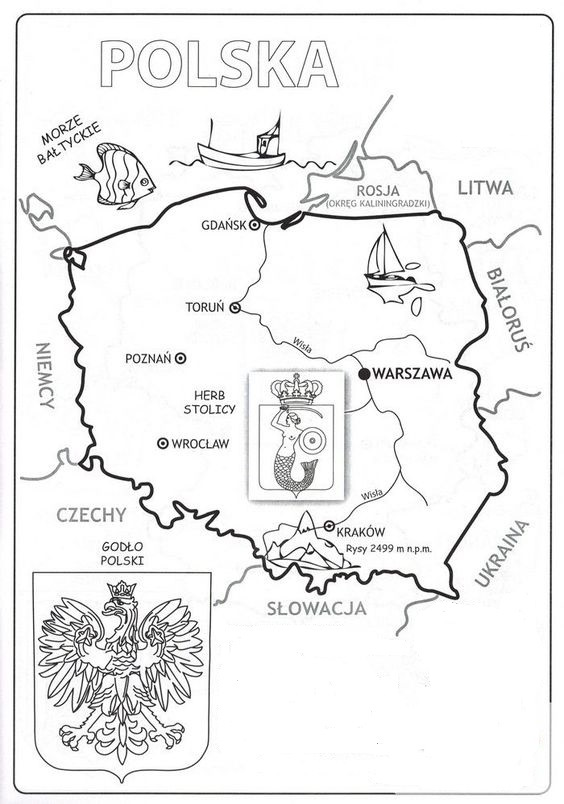 POLSKA
MORZE
BAŁTYCKIE
ROSJA
(OKRĘG KALININGRADZKI)
LITWA
GDAŃSK
BIAŁORUŚ
TORUŃ
Wisła
POZNAŃ
WARSZAWA
NIEMCY
HERB
STOLICY
WROCŁAW
Wisła
CZECHY
KRAKÓW
Rysy 2499 m n.p.m.
UKRAINA
GODŁO
POLSKI
SŁOWACJA